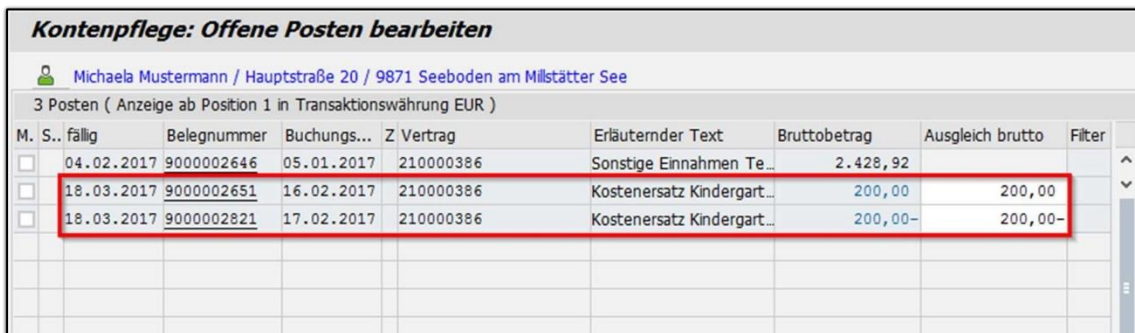 Kontenpflege: Offene Posten bearbeiten
Michaela Mustermann / Hauptstraße 20 / 9871 Seeboden am Millstätter See
3 Posten ( Anzeige ab Position 1 in Transaktionswährung EUR )
M. S.. fällig Belegnummer Buchungs... Z Vertrag Erläuternder Text Bruttobetrag Ausgleich brutto Filter
04.02.2017 9000002646 05.01.2017 210000386 Sonstige Einnahmen Te... 2.428,92
18.03.2017 9000002651 16.02.2017 210000386 Kostenersatz Kindergart... 200,00 200,00
18.03.2017 9000002821 17.02.2017 210000386 Kostenersatz Kindergart... 200,00- 200,00-